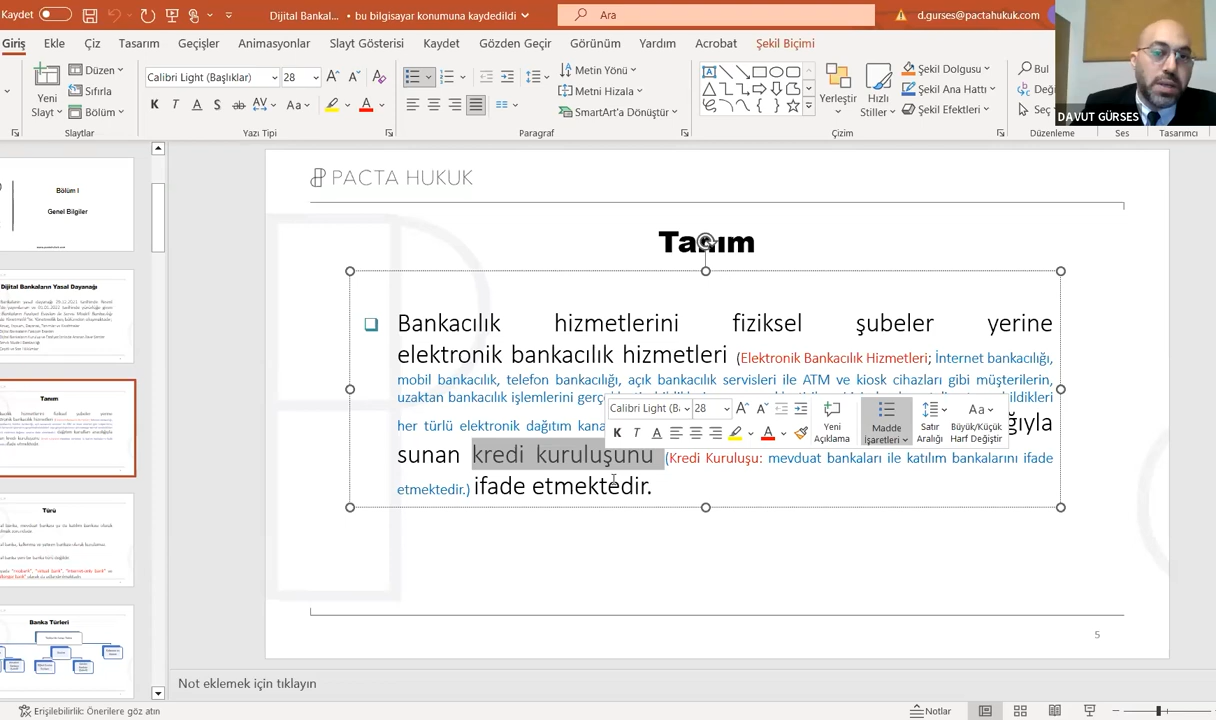 Kaydet
Dijital Bankal... • bu bilgisayar konumuna kaydedildi
Ara
d.gurses@pactahukuk.com
Giriş Ekle Çiz Tasarım Geçişler Animasyonlar Slayt Gösterisi Kaydet Gözden Geçir Görünüm Yardım Acrobat Şekil Biçimi
Yeni
Slayt
Düzen
Sıfırla
Bölüm
Slaytlar
Calibri Light (Başlıklar) 28
Yazı Tipi
Metin Yönü
Metni Hizala
SmartArt'a Dönüştür
Paragraf
Yerleştir
Hızlı
Stiller
Şekil Dolgusu
Şekil Ana Hattı
Şekil Efektleri
Çizim
Bul
Seç
Düzenleme
Ses
Tasarımcı
DAVUT GÜRSES
Bölüm I
Genel Bilgiler
Dijital Bankaların Yasal Dayanağı
Tanım
Türü
Banka Türleri
PACTA HUKUK
Tanım
Bankacılık hizmetlerini fiziksel şubeler yerine
elektronik bankacılık hizmetleri (Elektronik Bankacılık Hizmetleri; İnternet bankacılığı,
mobil bankacılık, telefon bankacılığı, açık bankacılık servisleri ile ATM ve kiosk cihazları gibi müşterilerin,
uzaktan bankacılık işlemlerini
her türlü elektronik dağıtım
sunan kredi kuruluşunu (Kredi Kuruluşu: mevduat bankaları ile katılım bankalarını ifade
etmektedir.) ifade etmektedir.
Calibri Light (B 28
Yeni
Açıklama
Madde
İşaretleri
Satır
Aralığı
Büyük/Küçük
Harf Değiştir
5
Not eklemek için tıklayın
Erişilebilirlik: Önerilere göz atın
Notlar